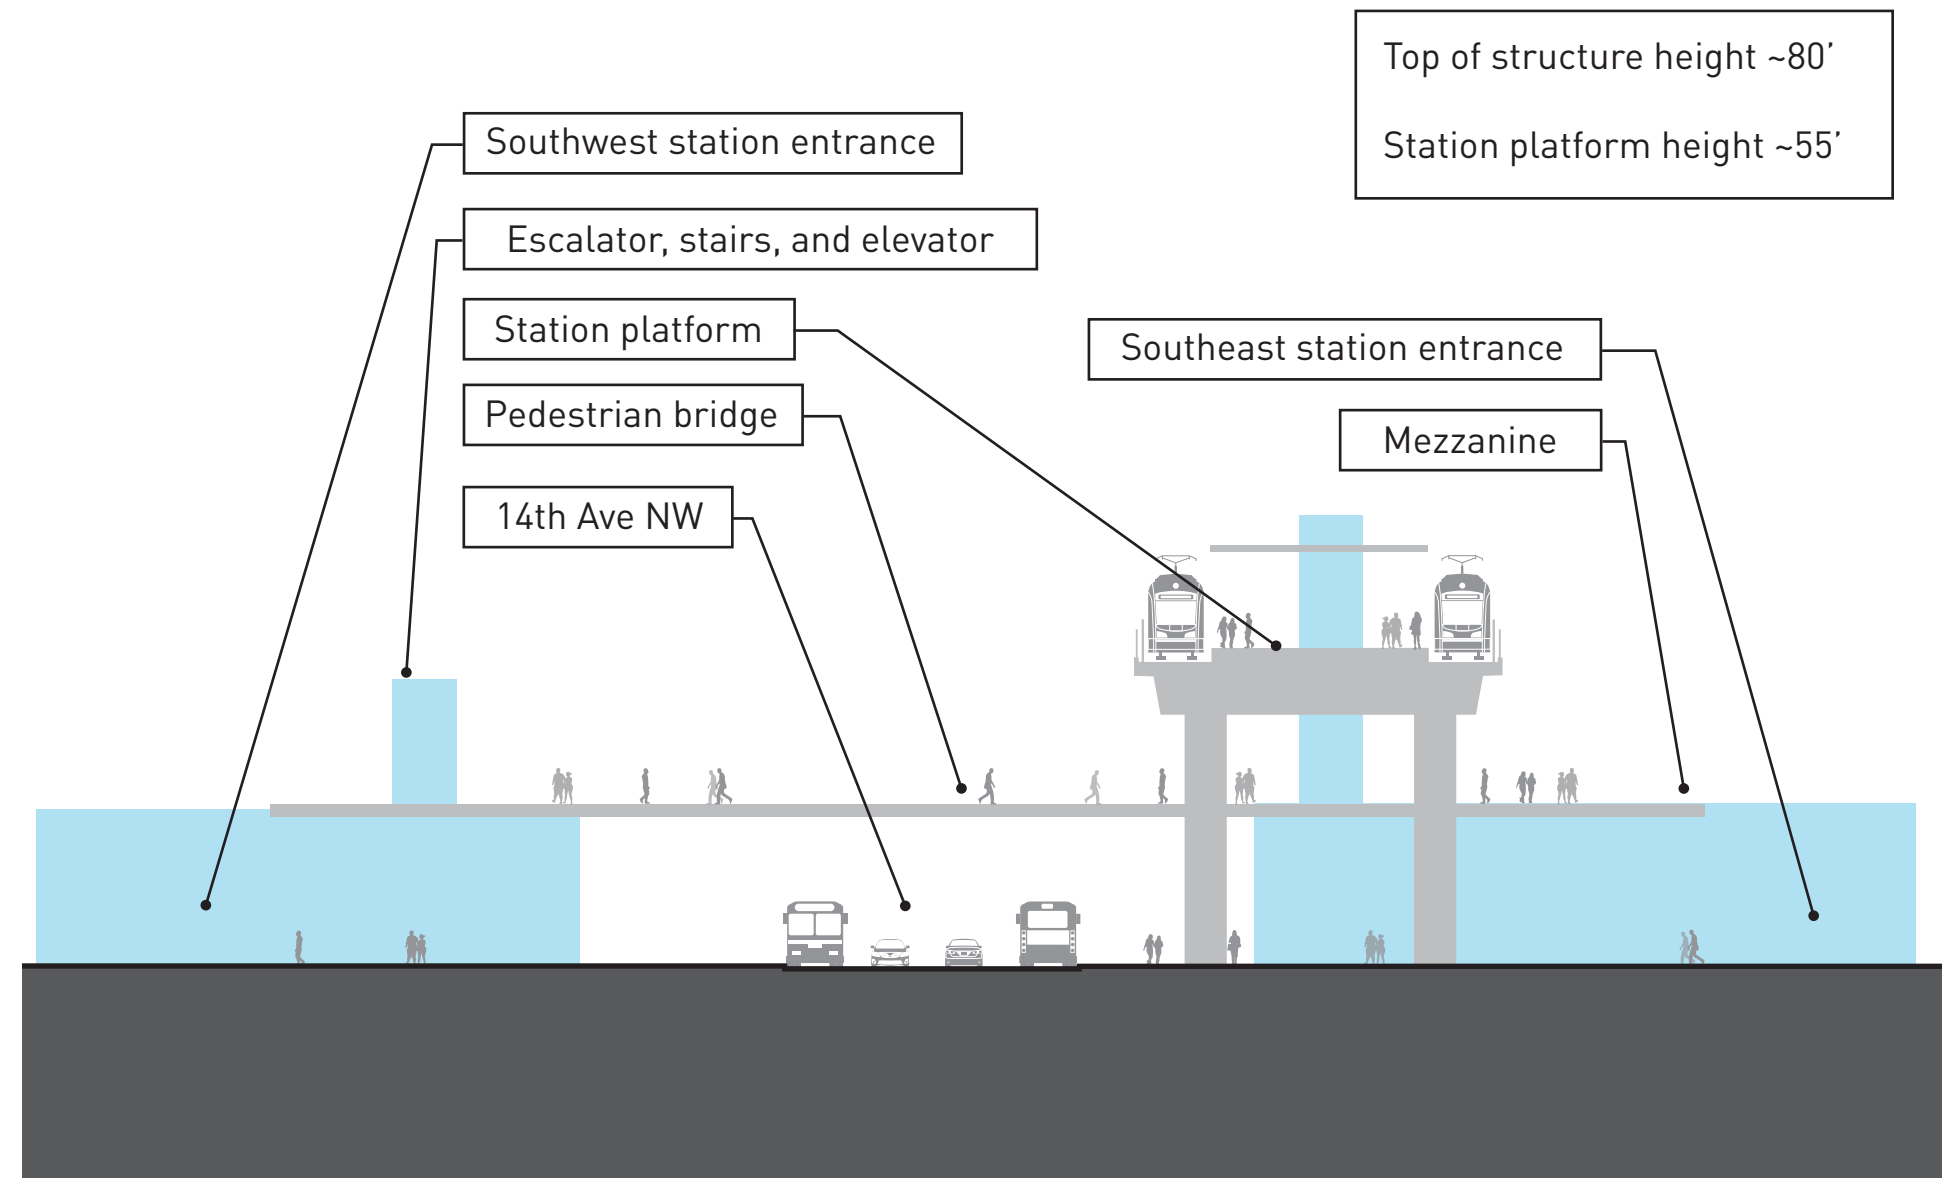 Top of structure height ~80’
Station platform height ~55’
Southwest station entrance
Escalator, stairs, and elevator
Station platform
Southeast station entrance
Pedestrian bridge
Mezzanine
14th Ave NW